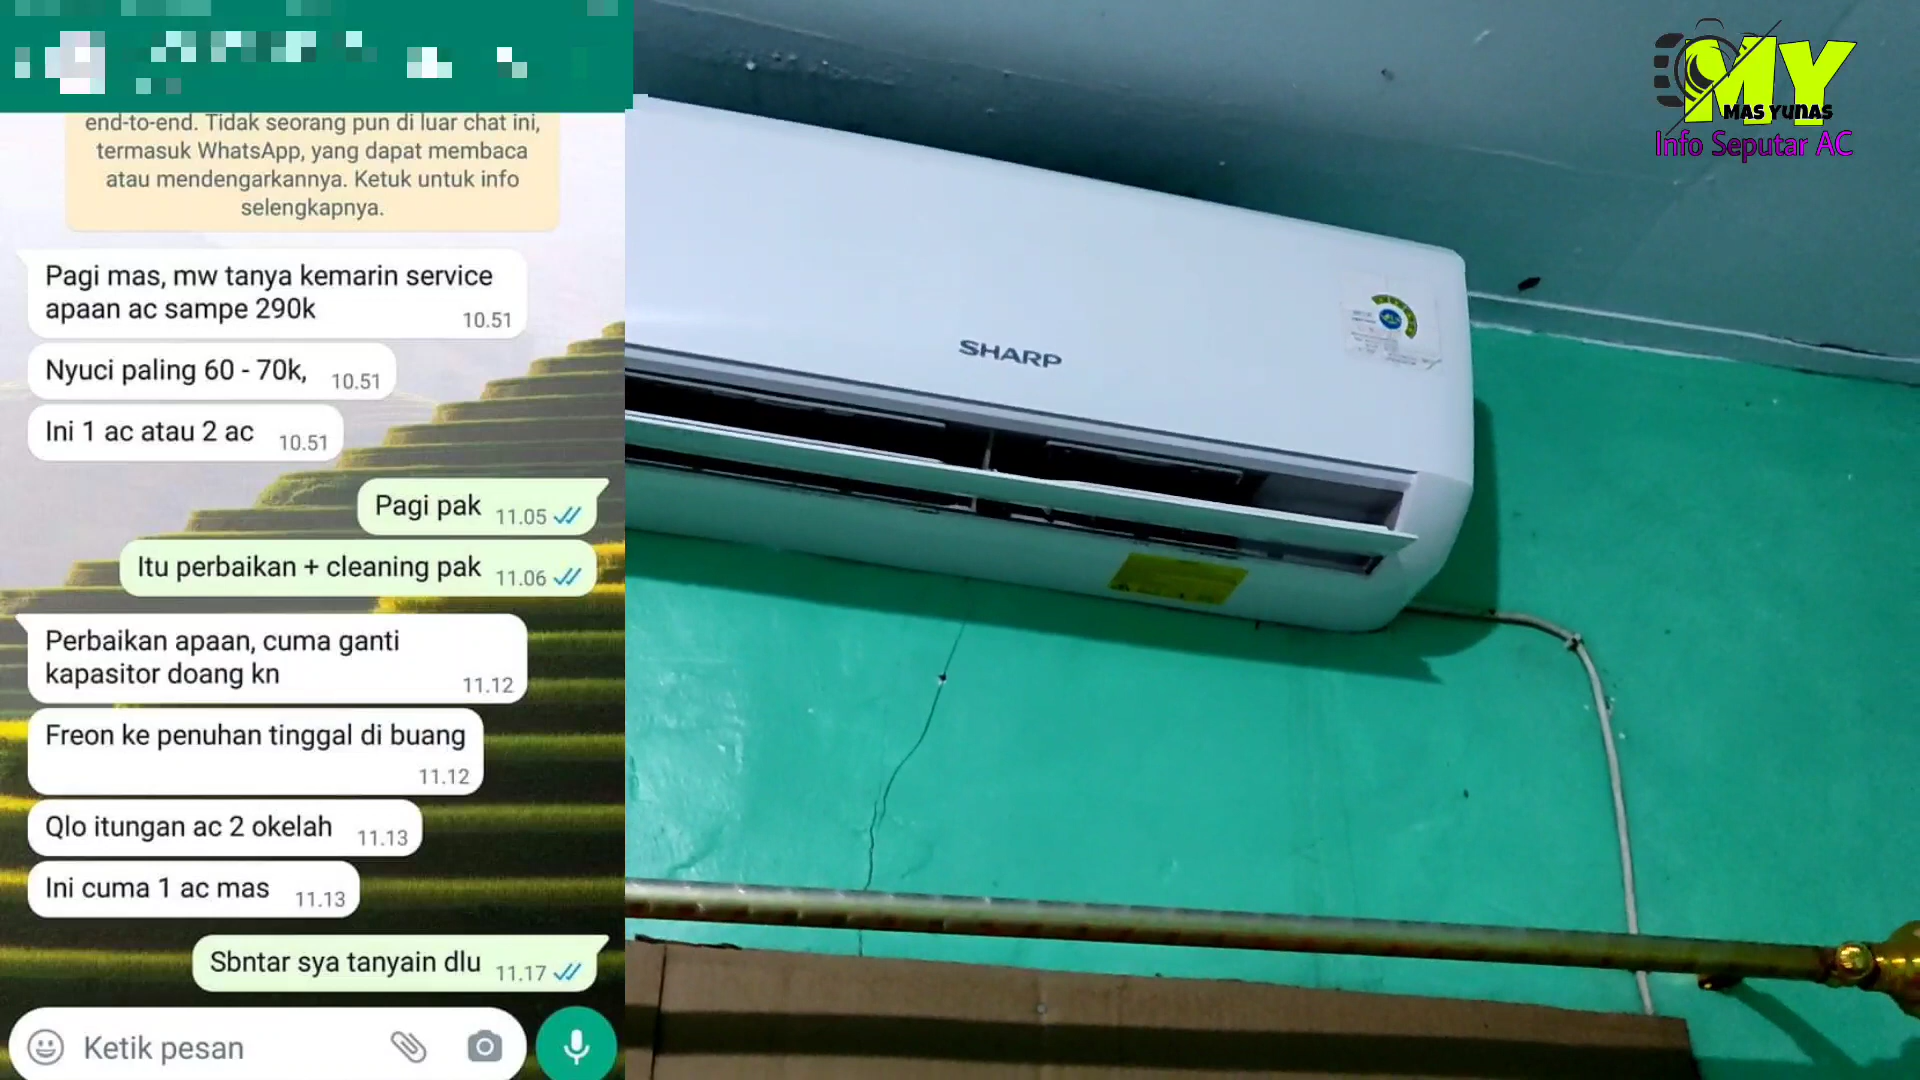 end-to-end. Tidak seorang pun di luar chat ini,
termasuk WhatsApp, yang dapat membaca
atau mendengarkannya. Ketuk untuk info
selengkapnya.
Pagi mas, mw tanya kemarin service
apaan ac sampe 290k
10.51
Nyuci paling 60 - 70k,
10.51
Ini 1 ac atau 2 ac
10.51
Pagi pak
11.05
Itu perbaikan + cleaning pak
11.06
Perbaikan apaan, cuma ganti
kapasitor doang kn
11.12
Freon ke penuhan tinggal di buang
11.12
Qlo itungan ac 2 okelah
11.13
Ini cuma 1 ac mas
11.13
Sbntar sya tanyain dlu
11.17
Ketik pesan
SHARP
MY
MAS YUNAS
Info Seputar AC